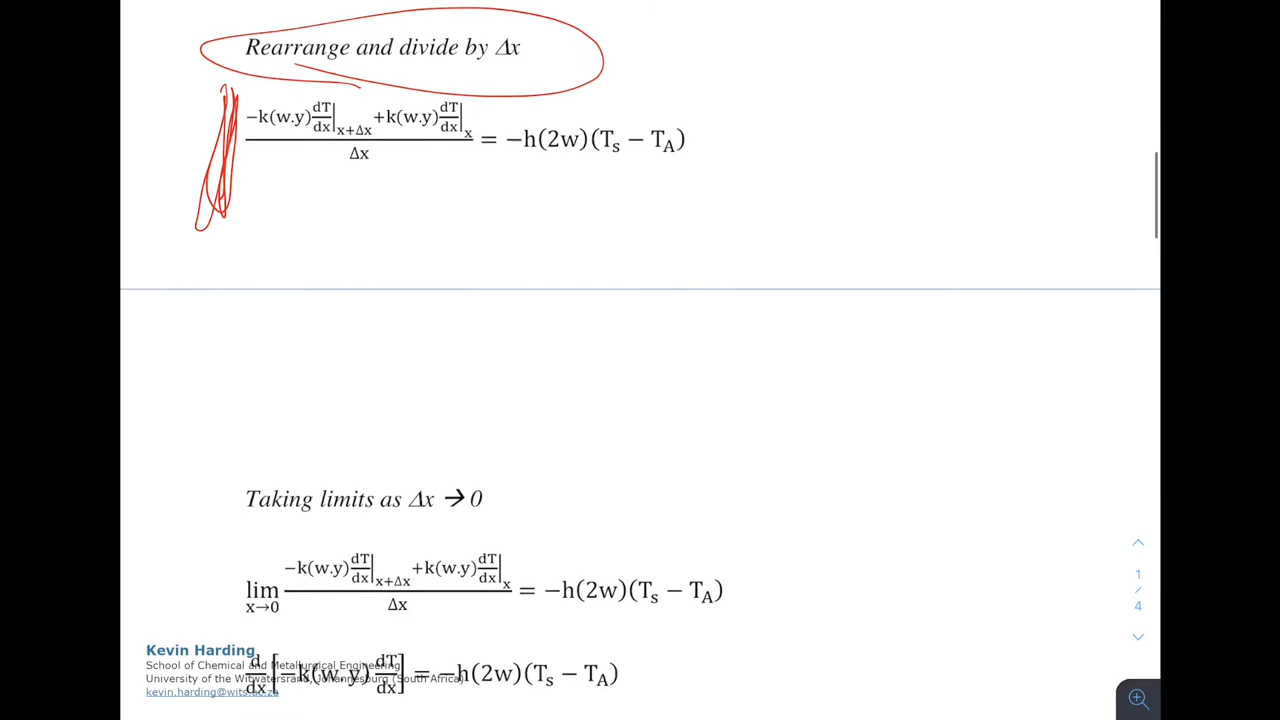 Rearrange and divide by Δx
−k(w.y)dT/dx|x+Δx +k(w.y)dT/dx|x / Δx = −h(2w)(Ts − TA)
Taking limits as Δx → 0
lim x→0 −k(w.y)dT/dx|x+Δx +k(w.y)dT/dx|x / Δx = −h(2w)(Ts − TA)
d/dx[−k(w.y)dT/dx] = −h(2w)(Ts − TA)
Kevin Harding
School of Chemical and Metallurgical Engineering
University of the Witwatersrand, Johannesburg (South Africa)
kevin.harding@wits.ac.za
1
/
4